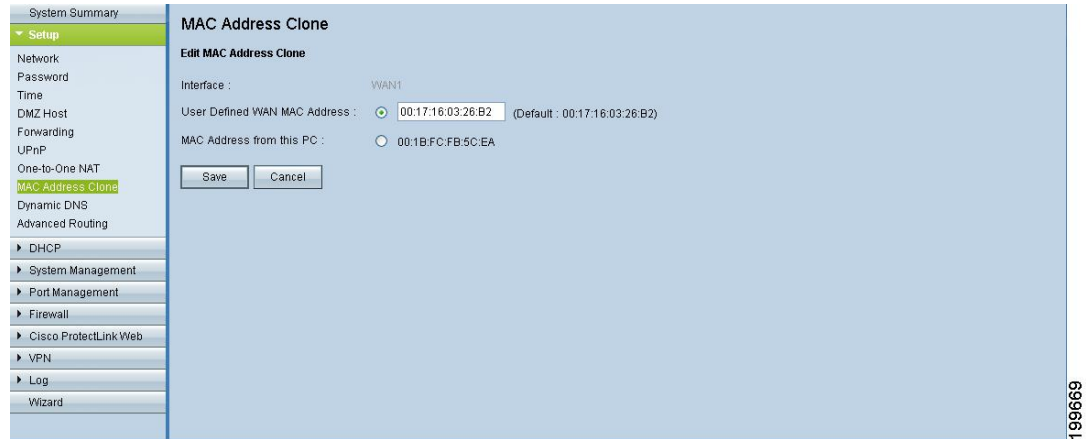 System Summary
Setup
Network
Password
Time
DMZ Host
Forwarding
UPnP
One-to-One NAT
MAC Address Clone
Dynamic DNS
Advanced Routing
DHCP
System Management
Port Management
Firewall
Cisco ProtectLink Web
VPN
Log
Wizard
MAC Address Clone
Edit MAC Address Clone
Interface : WAN1
User Defined WAN MAC Address : 00:17:16:03:26:B2 (Default : 00:17:16:03:26:B2)
MAC Address from this PC : 00:1B:FC:FB:5C:EA
Save Cancel
199669